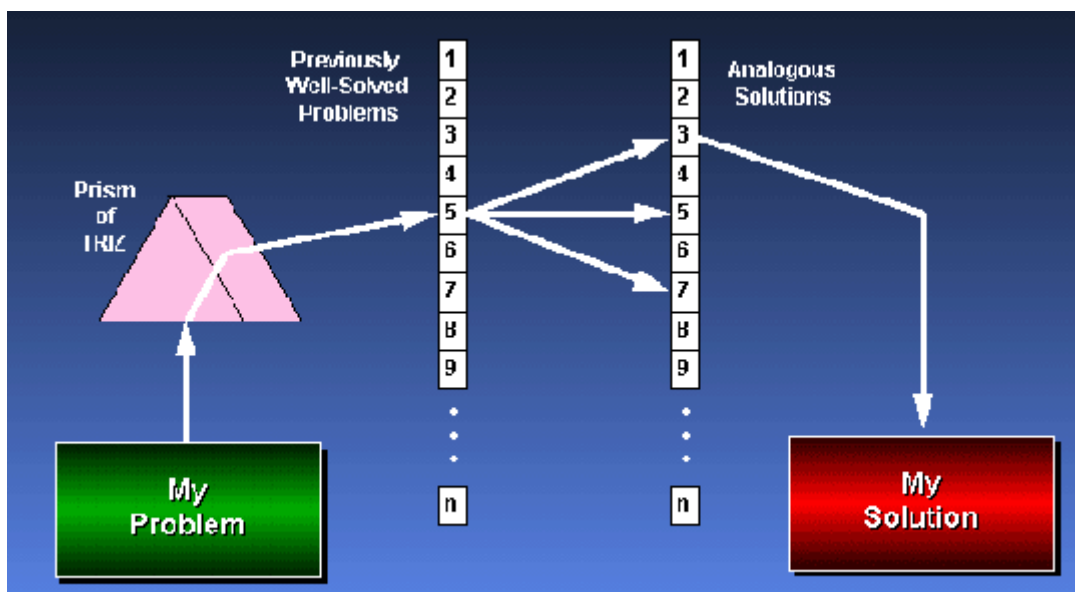 Previously
Well-Solved
Problems
1
2
3
4
5
6
7
8
9
n
1
2
3
4
5
6
7
8
9
n
Analogous
Solutions
Prism
of
TRIZ
My
Problem
My
Solution